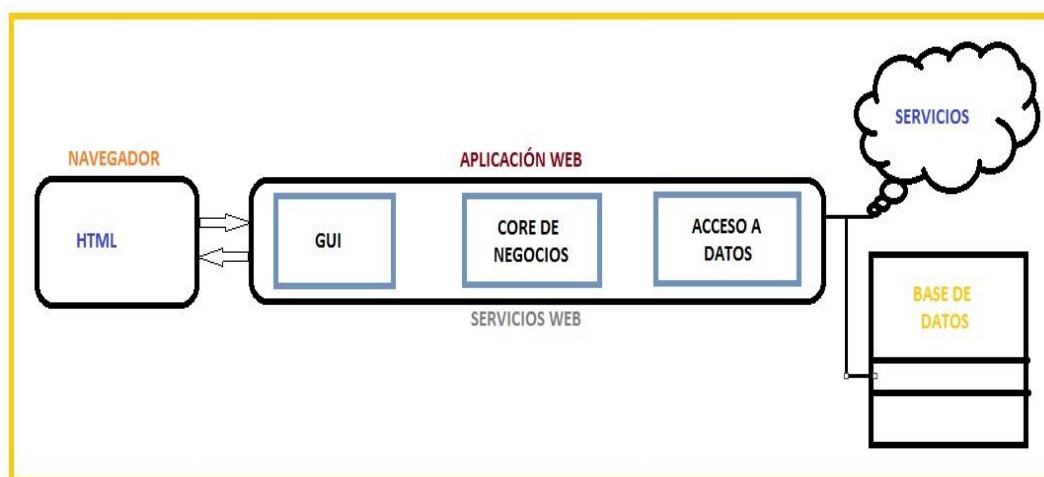 NAVEGADOR
HTML
APLICACIÓN WEB
GUI
CORE DE
NEGOCIOS
ACCESO A
DATOS
SERVICIOS WEB
SERVICIOS
BASE DE
DATOS